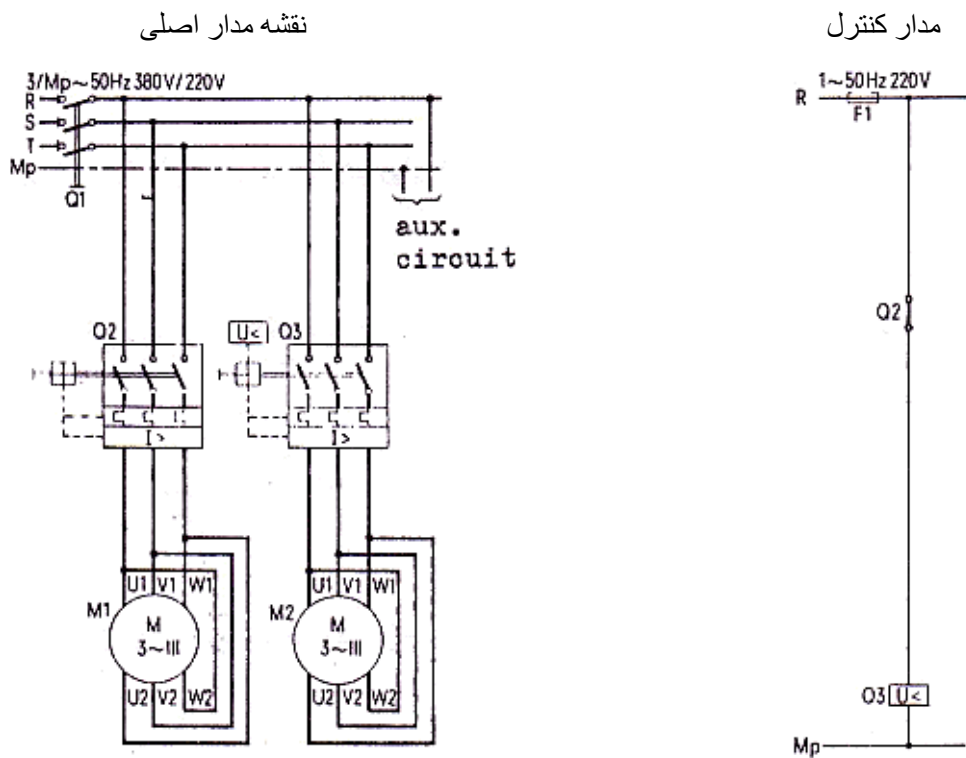 نقشه مدار اصلی
مدار کنترل
3/Mp~50Hz 380V/220V
R
S
T
Mp
Q1
aux.
circuit
Q2
U<
Q3
I>
I>
U1 V1 W1
M1
M
3~III
U2 V2 W2
U1 V1 W1
M2
M
3~III
U2 V2 W2
1~50Hz 220V
R
F1
Q2
Q3 U<
Mp